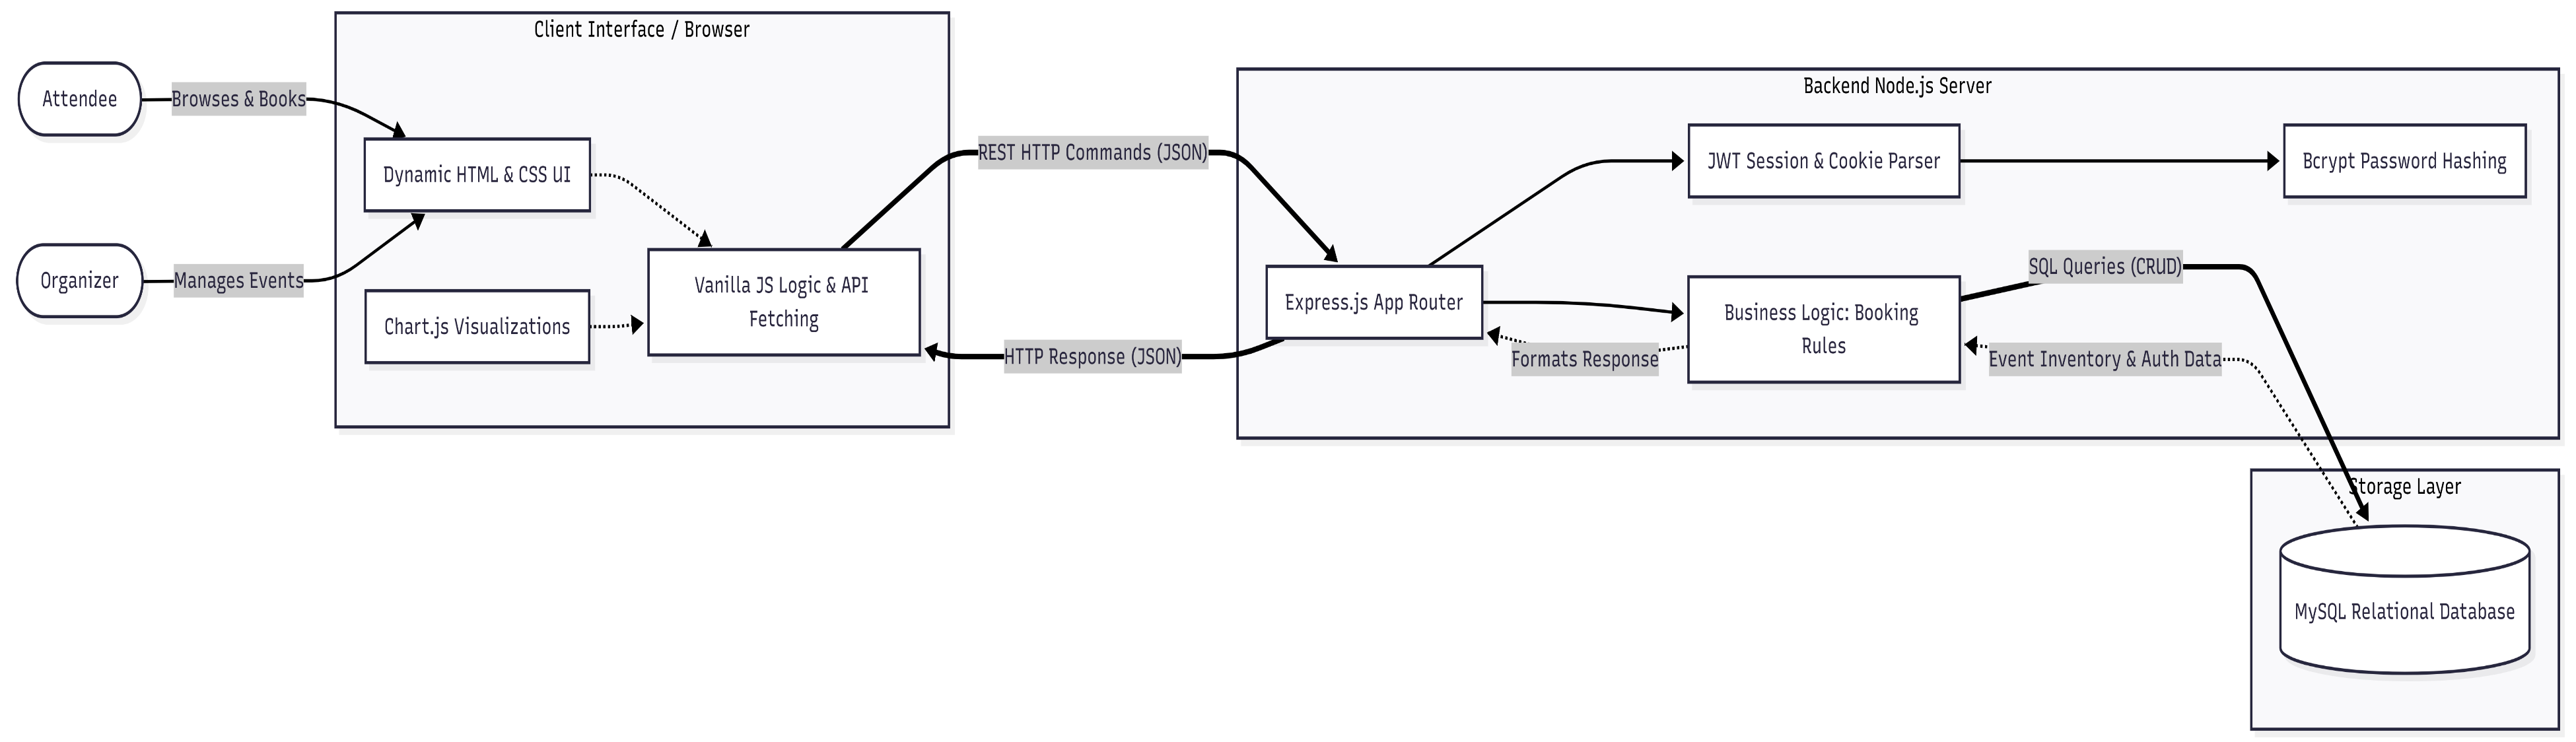 Client Interface / Browser
Attendee
Browses & Books
Dynamic HTML & CSS UI
Organizer
Manages Events
Chart.js Visualizations
Vanilla JS Logic & API
Fetching
REST HTTP Commands (JSON)
HTTP Response (JSON)
Backend Node.js Server
Express.js App Router
JWT Session & Cookie Parser
Bcrypt Password Hashing
Business Logic: Booking
Rules
Formats Response
SQL Queries (CRUD)
Event Inventory & Auth Data
Storage Layer
MySQL Relational Database